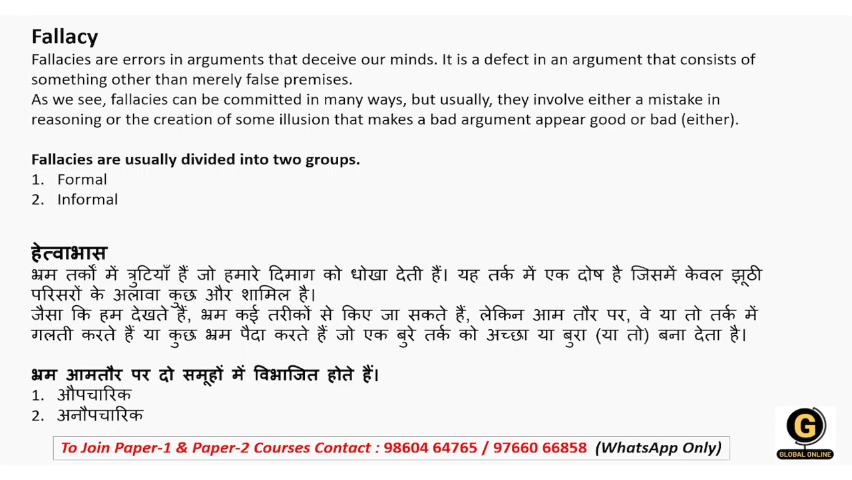 Fallacy
Fallacies are errors in arguments that deceive our minds. It is a defect in an argument that consists of
something other than merely false premises.
As we see, fallacies can be committed in many ways, but usually, they involve either a mistake in
reasoning or the creation of some illusion that makes a bad argument appear good or bad (either).
Fallacies are usually divided into two groups.
1. Formal
2. Informal
हेत्वाभास
भ्रम तर्कों में त्रुटियाँ हैं जो हमारे दिमाग को धोखा देती हैं। यह तर्क में एक दोष है जिसमें केवल झूठी
परिसरों के अलावा कुछ और शामिल है।
जैसा कि हम देखते हैं, भ्रम कई तरीकों से किए जा सकते हैं, लेकिन आम तौर पर, वे या तो तर्क में
गलती करते हैं या कुछ भ्रम पैदा करते हैं जो एक बुरे तर्क को अच्छा या बुरा (या तो) बना देता है।
भ्रम आमतौर पर दो समूहों में विभाजित होते हैं।
1. औपचारिक
2. अनौपचारिक
To Join Paper-1 & Paper-2 Courses Contact : 98604 64765 / 97660 66858 (WhatsApp Only)
G
GLOBAL ONLINE